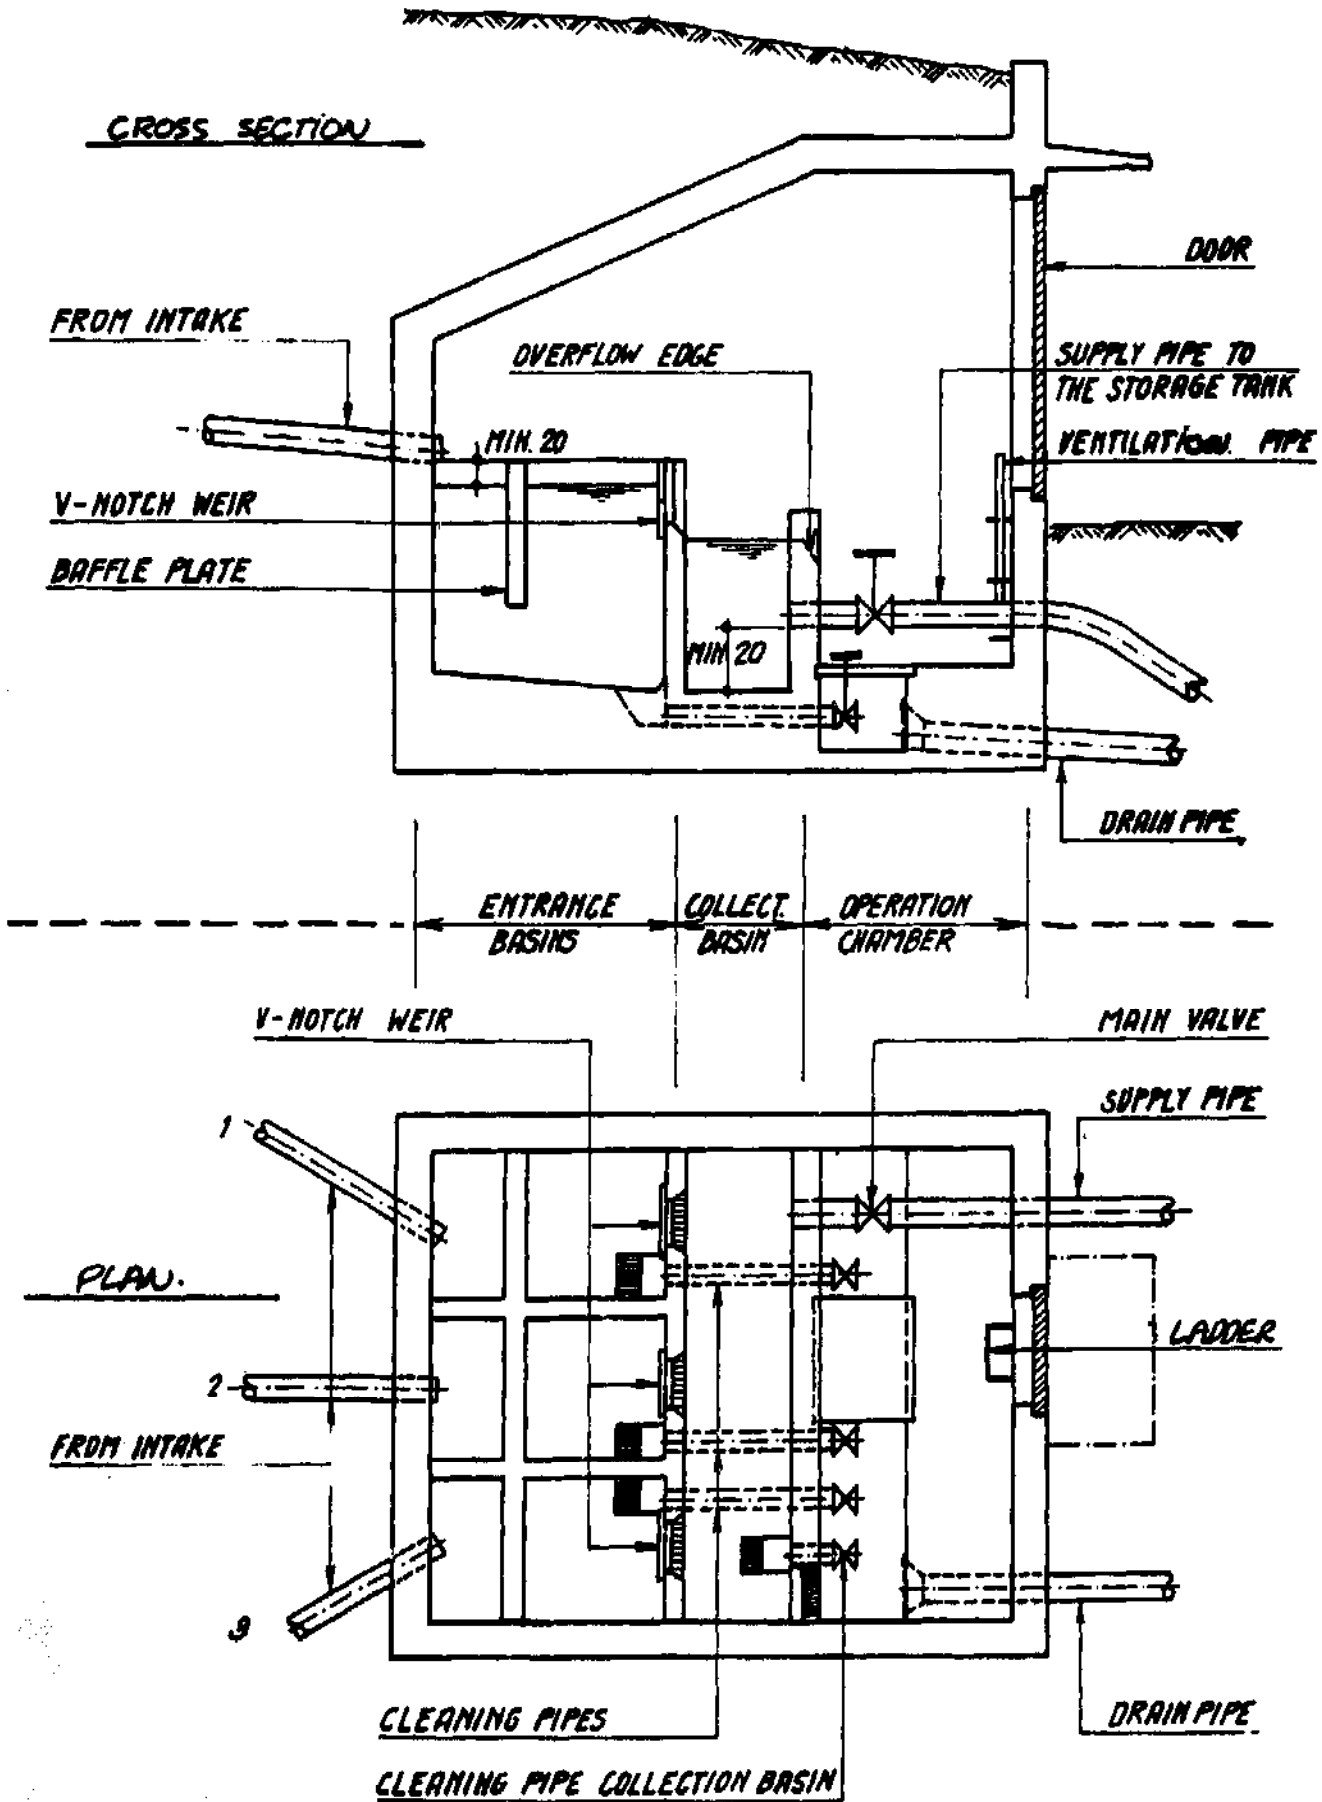 CROSS SECTION
DOOR
FROM INTAKE
OVERFLOW EDGE
SUPPLY PIPE TO
THE STORAGE TANK
MIN. 20
VENTILATION. PIPE
V-NOTCH WEIR
BAFFLE PLATE
MIN 20
DRAIN PIPE
ENTRANCE
BASINS
COLLECT.
BASIN
OPERATION
CHAMBER
V-NOTCH WEIR
MAIN VALVE
SUPPLY PIPE
1
PLAN.
LADDER
2
FROM INTAKE
3
CLEANING PIPES
DRAIN PIPE
CLEANING PIPE COLLECTION BASIN